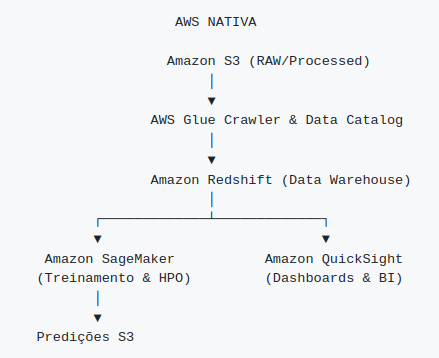 AWS NATIVA
Amazon S3 (RAW/Processed)
AWS Glue Crawler & Data Catalog
Amazon Redshift (Data Warehouse)
Amazon SageMaker
(Treinamento & HPO)
Amazon QuickSight
(Dashboards & BI)
Predições S3